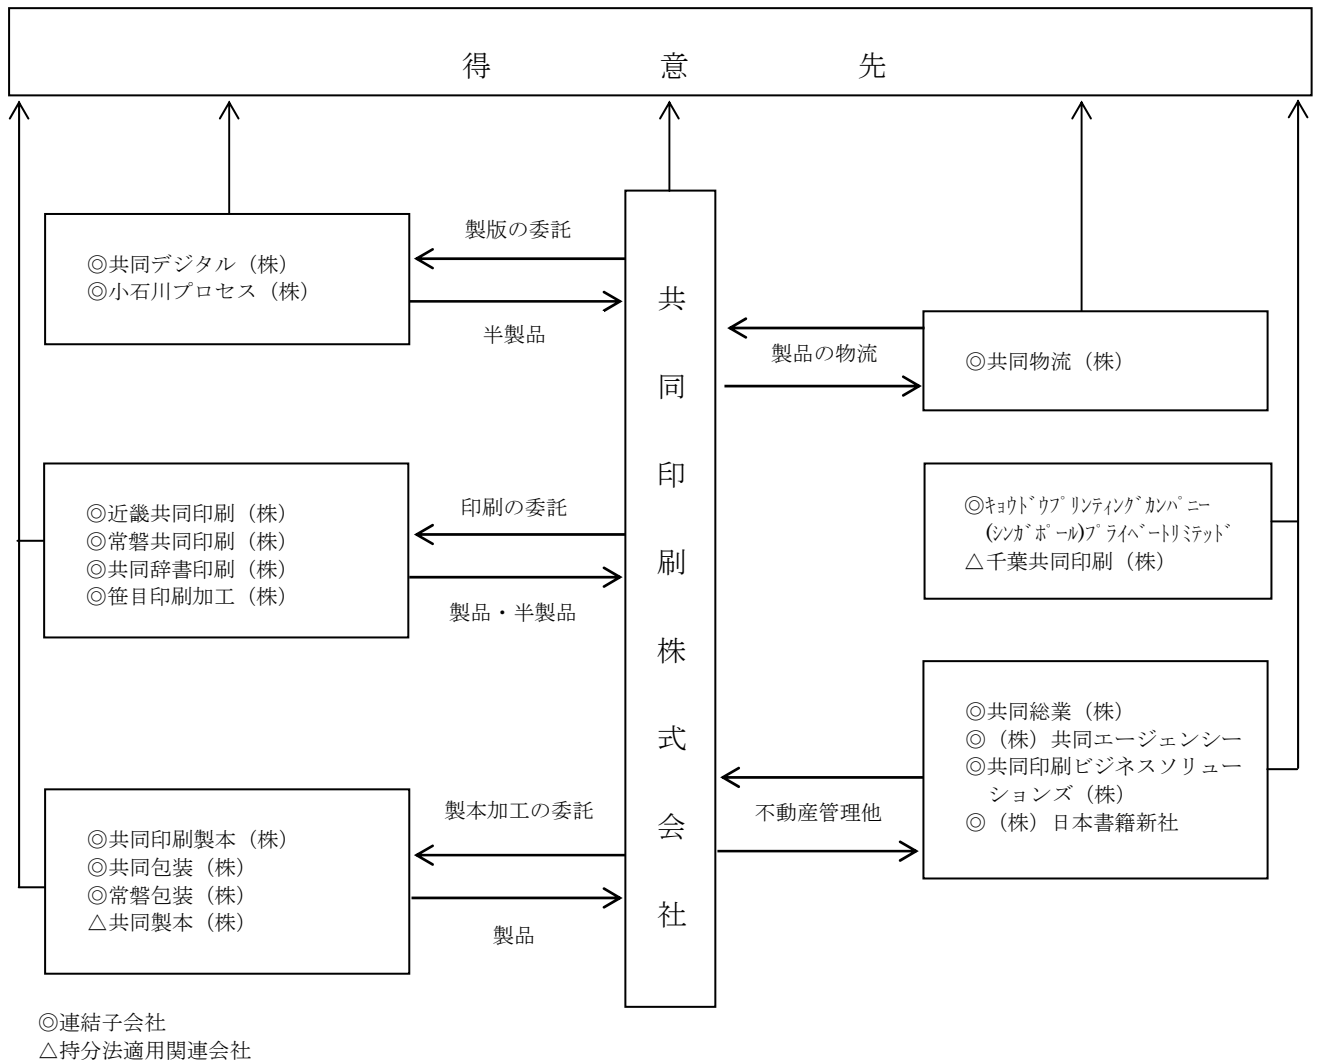 得意先
製版の委託
◎共同デジタル（株）
◎小石川プロセス（株）
半製品
共同印刷株式会社
製品の物流
◎共同物流（株）
印刷の委託
◎近畿共同印刷（株）
◎常磐共同印刷（株）
◎共同辞書印刷（株）
◎笹目印刷加工（株）
製品・半製品
◎ｷｮｳﾄﾞｳﾌﾟﾘﾝﾃｨﾝｸﾞｶﾝﾊﾟﾆｰ
(ｼﾝｶﾞﾎﾟｰﾙ)ﾌﾟﾗｲﾍﾞｰﾄﾘﾐﾃｯﾄﾞ
△千葉共同印刷（株）
◎共同総業（株）
◎（株）共同エージェンシー
◎共同印刷ビジネスソリュー
ションズ（株）
◎（株）日本書籍新社
不動産管理他
製本加工の委託
◎共同印刷製本（株）
◎共同包装（株）
◎常磐包装（株）
△共同製本（株）
製品
◎連結子会社
△持分法適用関連会社